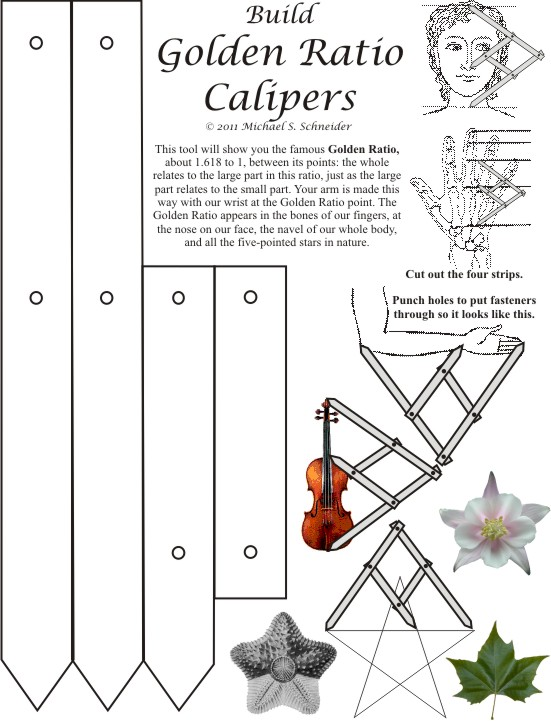 Build
Golden Ratio
Calipers
© 2011 Michael S. Schneider
This tool will show you the famous Golden Ratio,
about 1.618 to 1, between its points: the whole
relates to the large part in this ratio, just as the large
part relates to the small part. Your arm is made this
way with our wrist at the Golden Ratio point. The
Golden Ratio appears in the bones of our fingers, at
the nose on our face, the navel of our whole body,
and all the five-pointed stars in nature.
Cut out the four strips.
Punch holes to put fasteners
through so it looks like this.